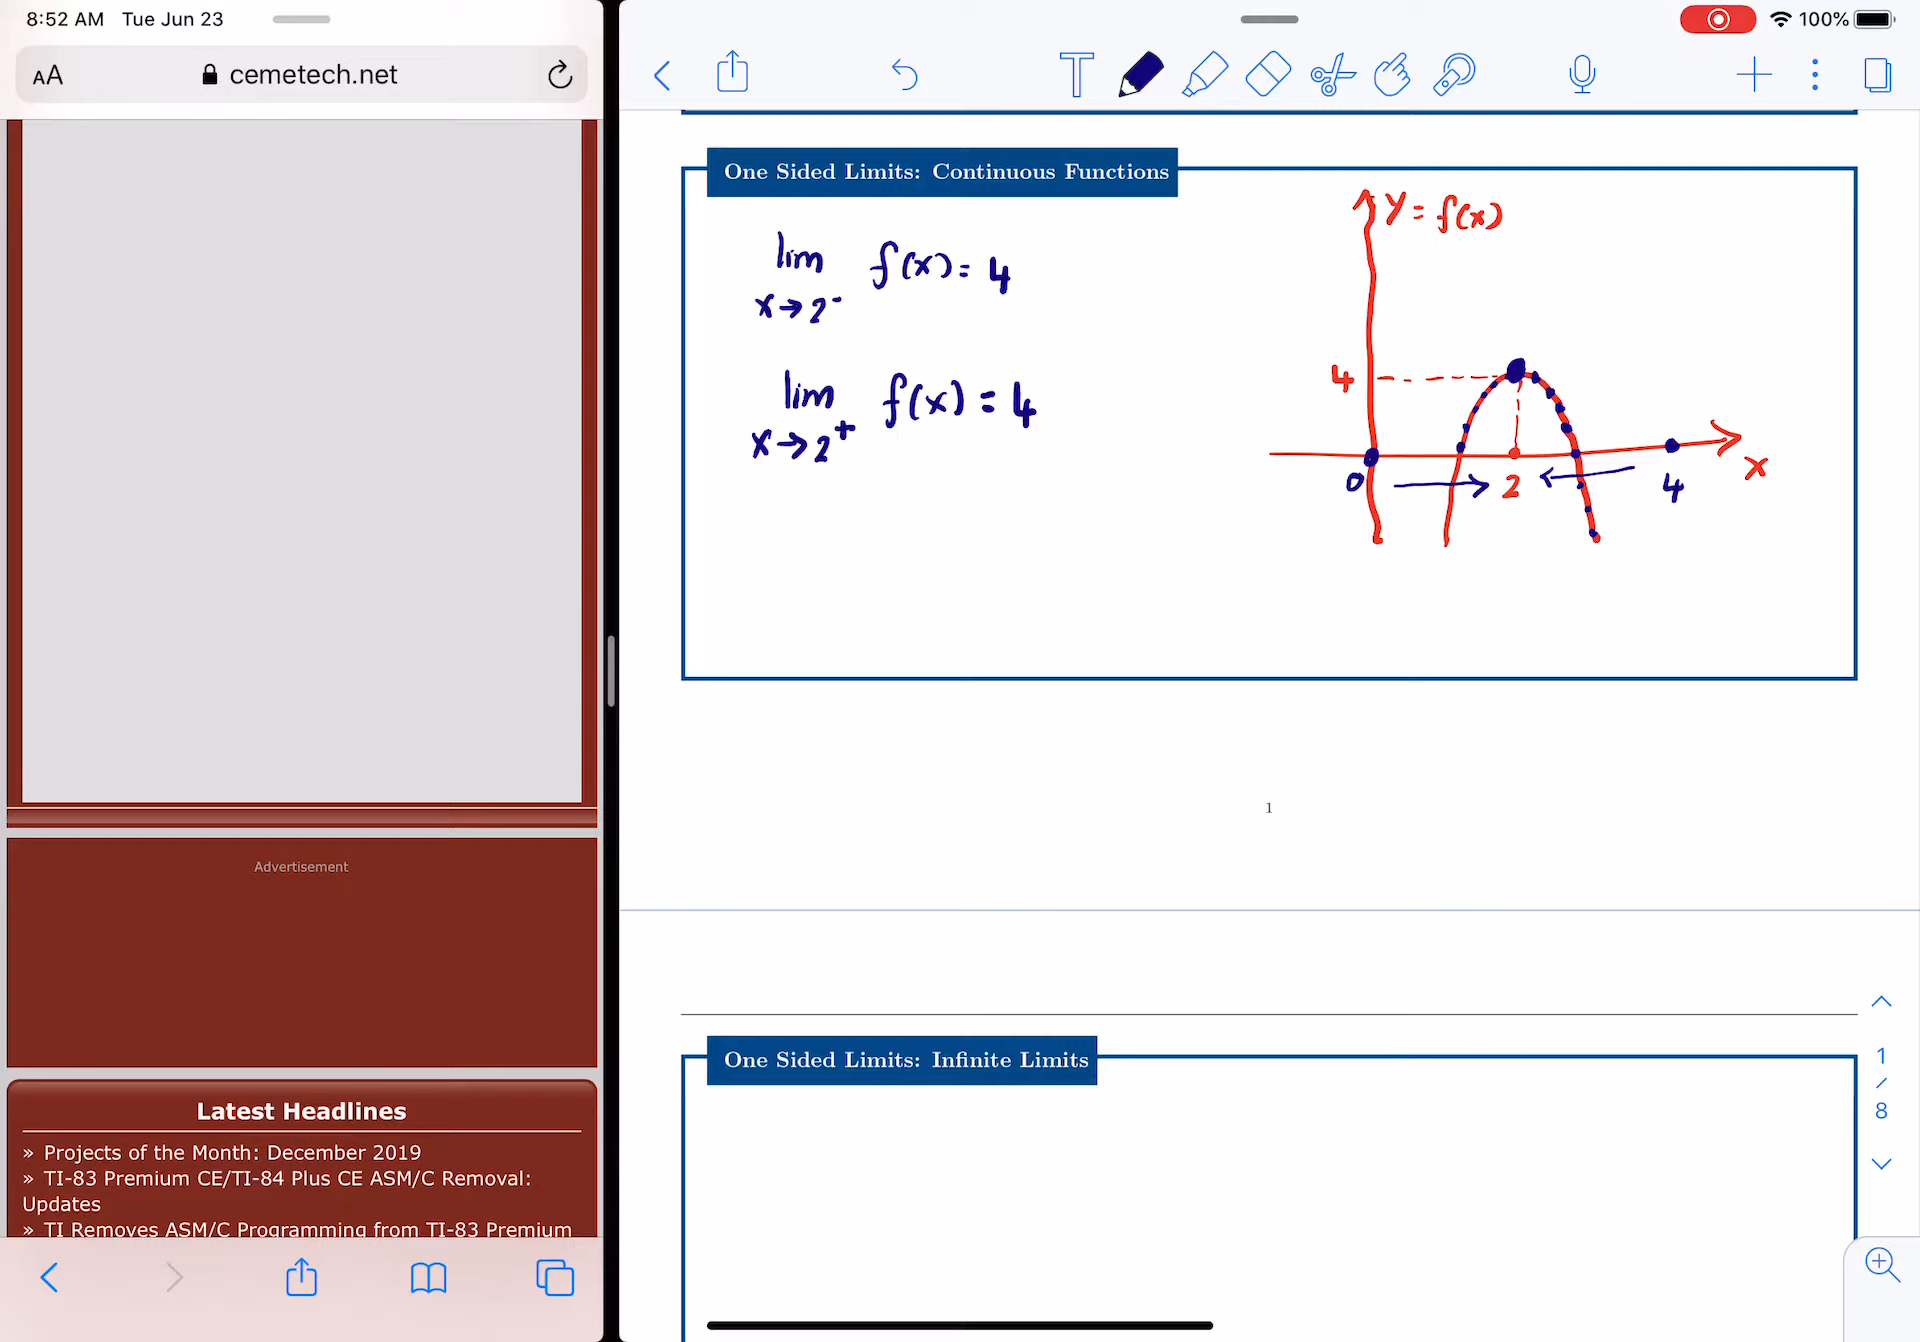 8:52 AM Tue Jun 23
AA cemetech.net
Advertisement
Latest Headlines
» Projects of the Month: December 2019
» TI-83 Premium CE/TI-84 Plus CE ASM/C Removal:
Updates
» TI Removes ASM/C Programming from TI-83 Premium
100%
T
One Sided Limits: Continuous Functions
lim f(x) = 4
x→2⁻
lim f(x) = 4
x→2⁺
y = f(x)
4
x
0 2 4
1
One Sided Limits: Infinite Limits
1
/
8